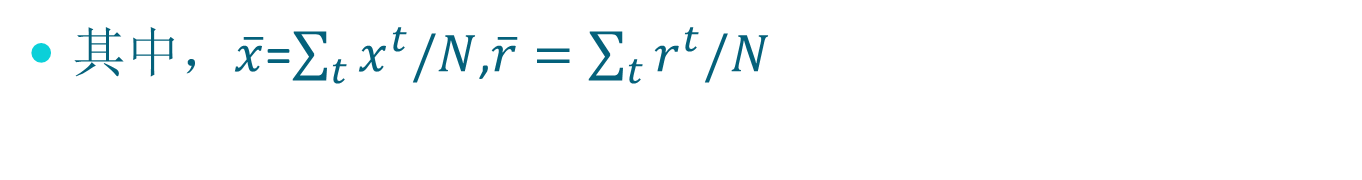 • 其中，x̄=∑ₜ xᵗ/N,r̄ = ∑ₜ rᵗ/N